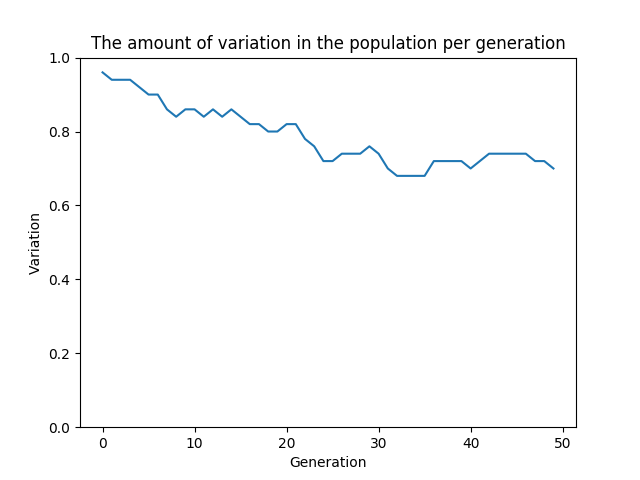 The amount of variation in the population per generation
1.0
0.8
0.6
0.4
0.2
0.0
Variation
0 10 20 30 40 50
Generation